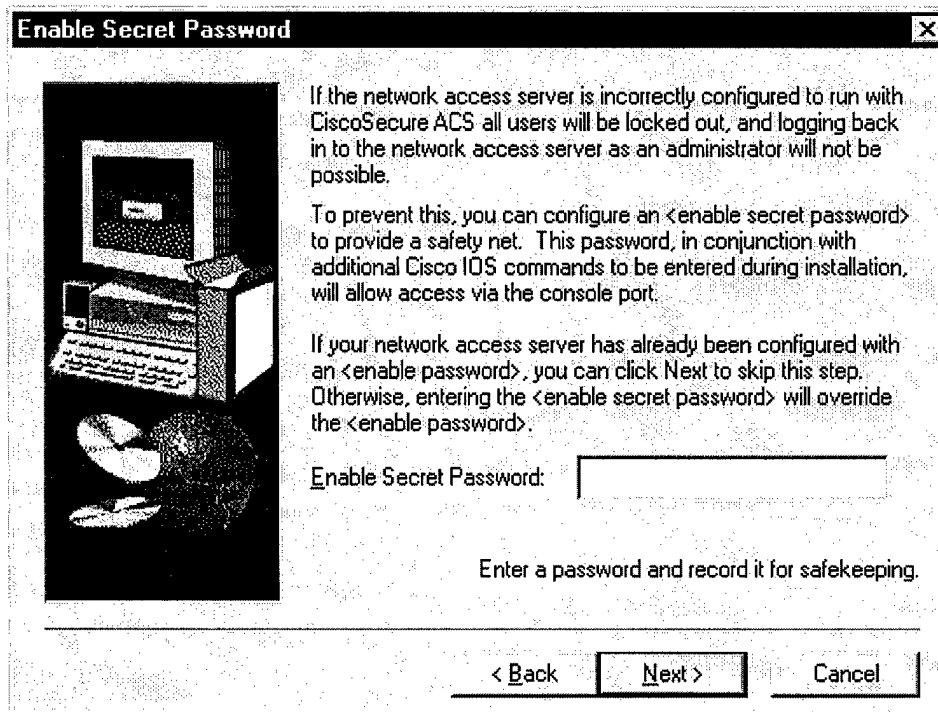 Enable Secret Password
If the network access server is incorrectly configured to run with
CiscoSecure ACS all users will be locked out, and logging back
in to the network access server as an administrator will not be
possible.
To prevent this, you can configure an <enable secret password>
to provide a safety net. This password, in conjunction with
additional Cisco IOS commands to be entered during installation,
will allow access via the console port.
If your network access server has already been configured with
an <enable password>, you can click Next to skip this step.
Otherwise, entering the <enable secret password> will override
the <enable password>.
Enable Secret Password:
Enter a password and record it for safekeeping.
< Back
Next >
Cancel